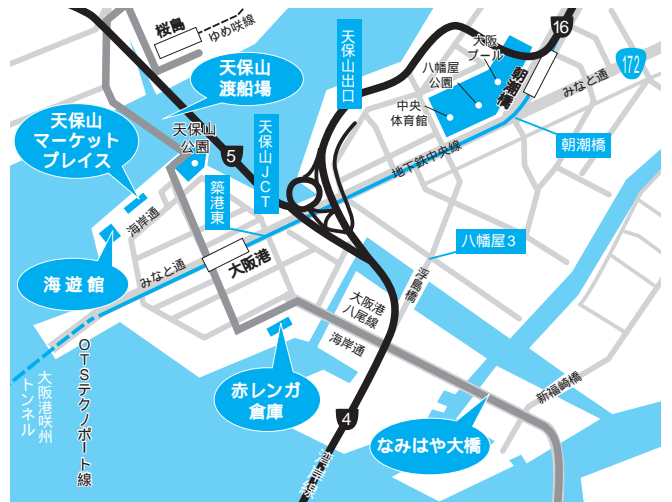 桜島
ゆめ咲線
16
天保山
渡船場
天保山出口
大阪
プール
八幡屋
公園
中央
体育館
朝潮橋
172
みなと通
天保山
マーケット
プレイス
天保山
公園
5
天保山JCT
地下鉄中央線
朝潮橋
築港東
海岸通
海遊館
みなと通
大阪港
八幡屋3
浮島橋
大阪港
八尾線
海岸通
赤レンガ
倉庫
4
なみはや大橋
新福崎橋
OTSテクノポート線
大阪港咲州
トンネル